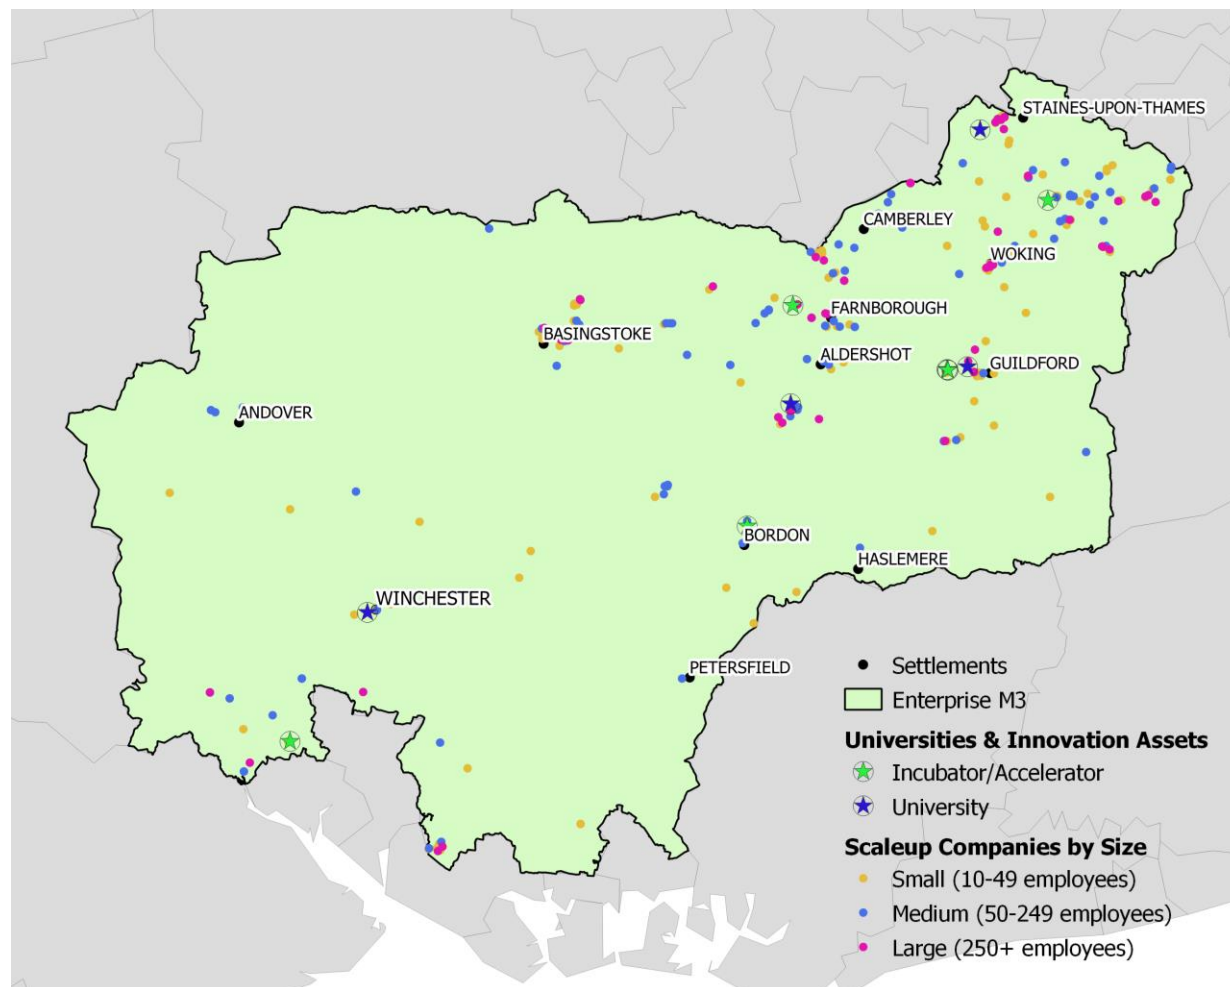 STAINES-UPON-THAMES
CAMBERLEY
WOKING
FARNBOROUGH
BASINGSTOKE
ALDERSHOT
GUILDFORD
ANDOVER
BORDON
HASLEMERE
WINCHESTER
PETERSFIELD
Settlements
Enterprise M3
Universities & Innovation Assets
Incubator/Accelerator
University
Scaleup Companies by Size
Small (10-49 employees)
Medium (50-249 employees)
Large (250+ employees)